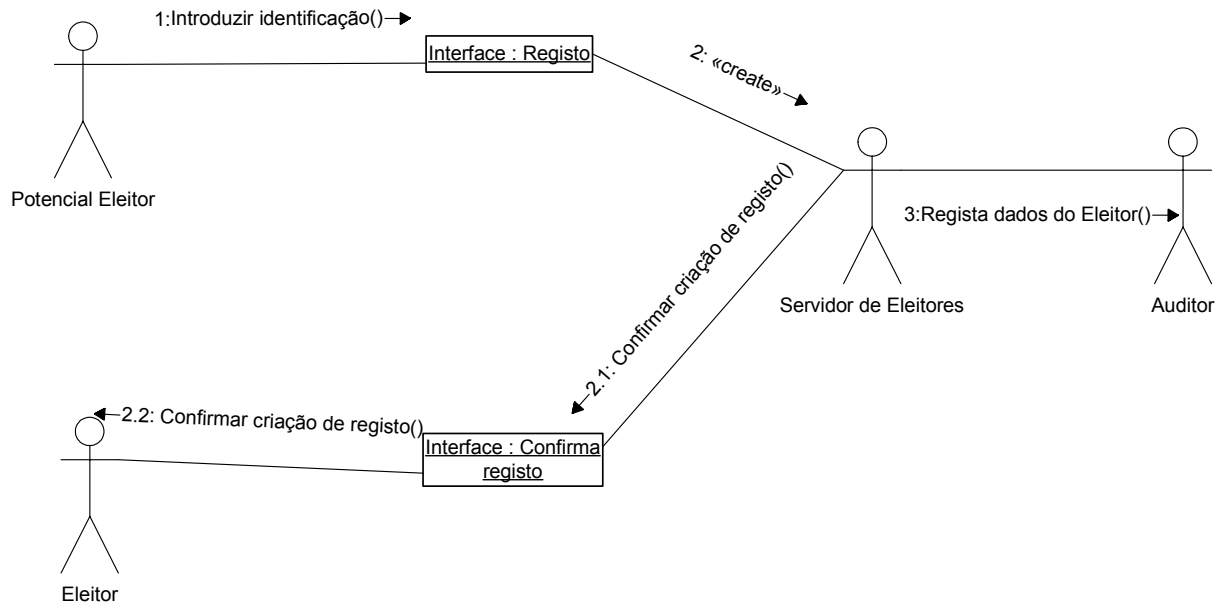 1:Introduzir identificação()
Interface : Registo
2: «create»
Potencial Eleitor
2.1: Confirmar criação de registo()
3:Regista dados do Eleitor()
Servidor de Eleitores
Auditor
2.2: Confirmar criação de registo()
Interface : Confirma
registo
Eleitor